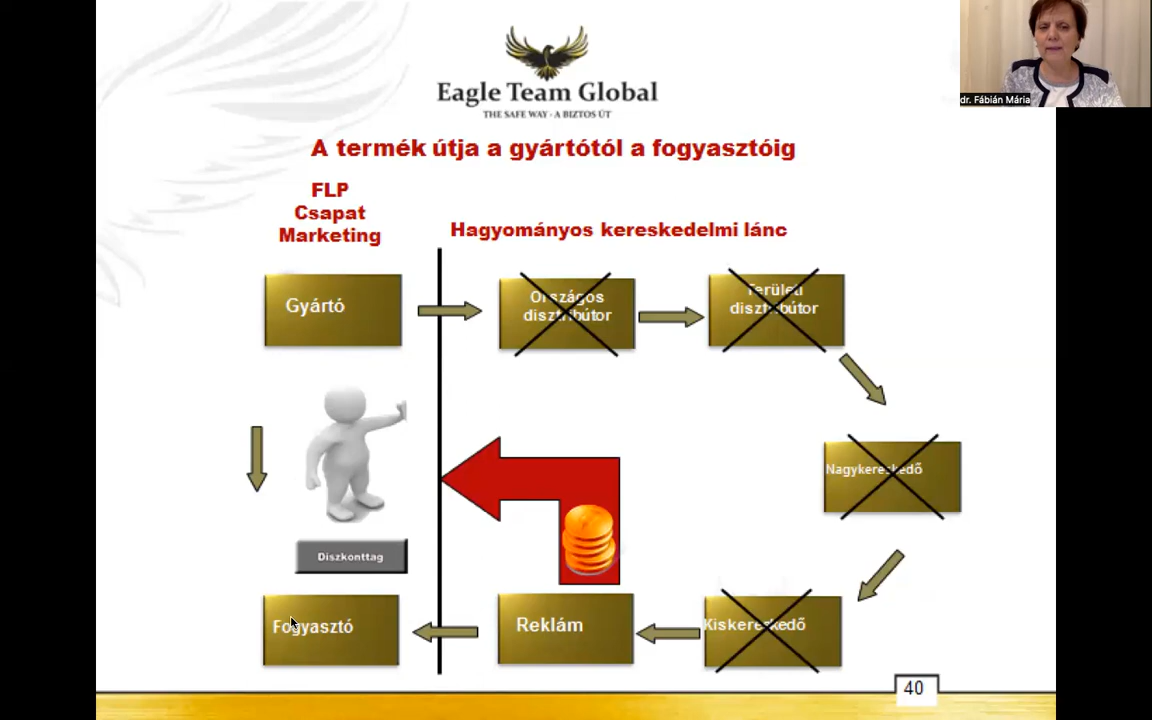 Eagle Team Global
THE SAFE WAY - A BIZTOS ÚT
dr. Fábián Mária
A termék útja a gyártótól a fogyasztóig
FLP
Csapat
Marketing
Hagyományos kereskedelmi lánc
Gyártó
Országos
disztribútor
Területi
disztribútor
Nagykereskedő
Diszkonttag
Fogyasztó
Reklám
Kiskereskedő
40